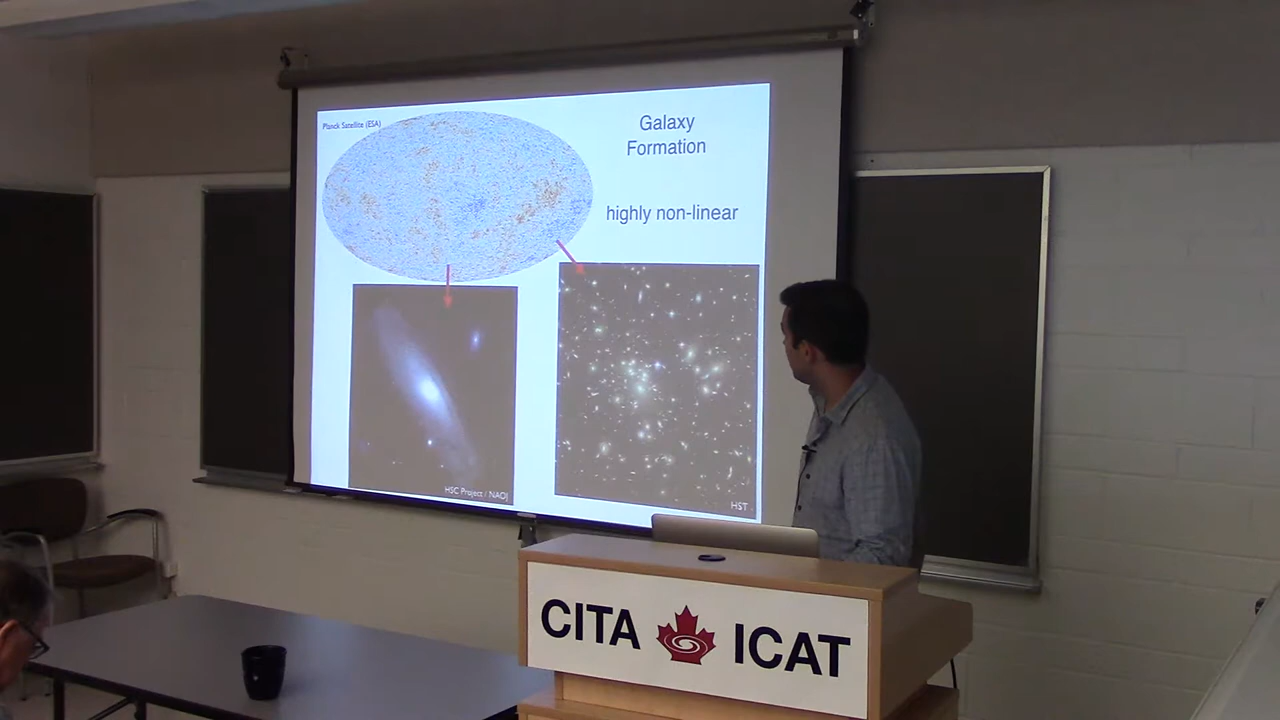 Planck Satellite (ESA)
Galaxy
Formation
highly non-linear
HSC Project / NAOJ
HST
CITA ICAT